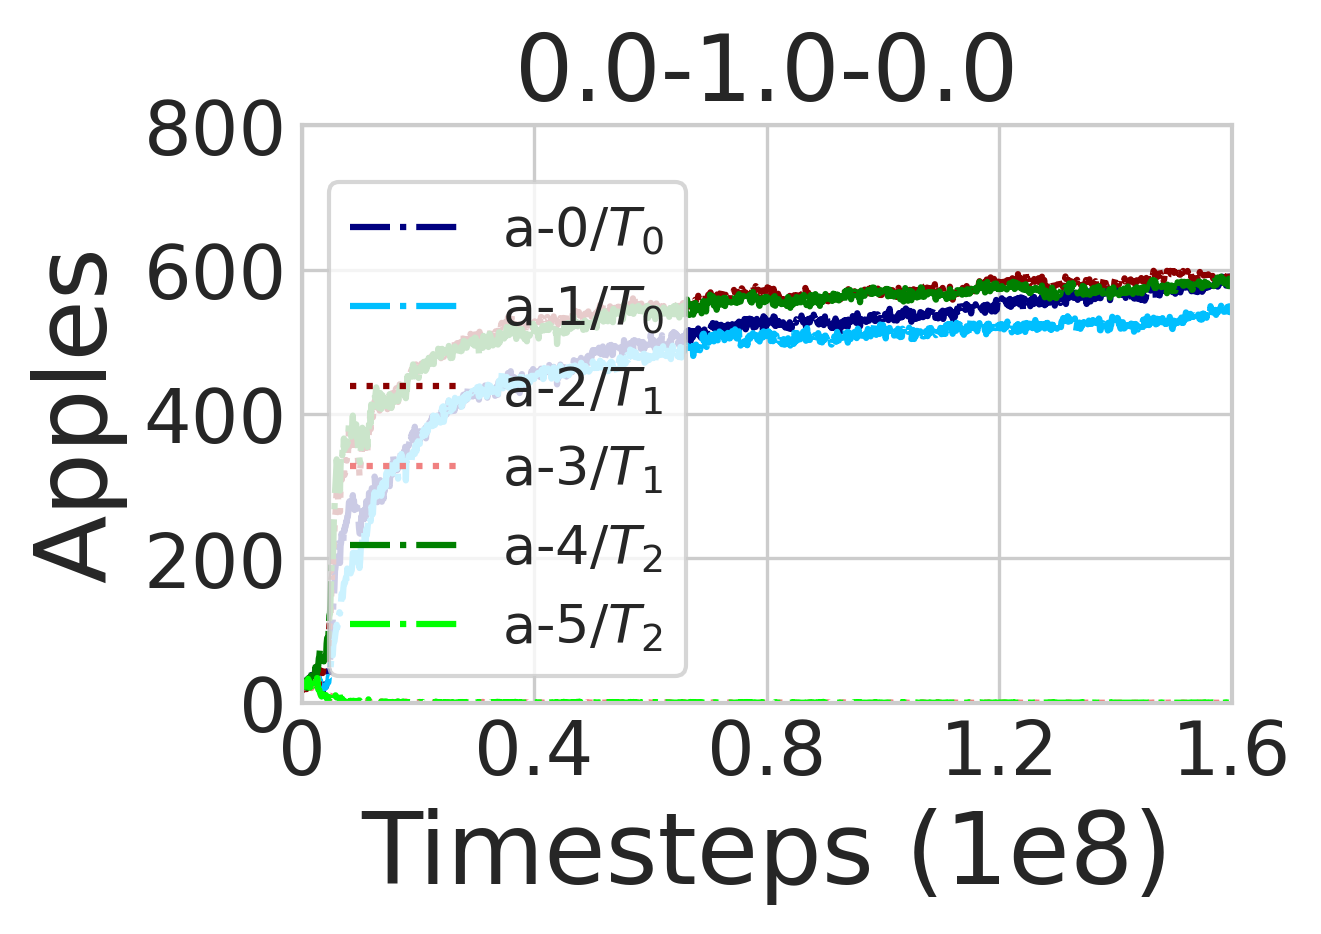 0.0-1.0-0.0
Apples
800
600
400
200
0
a-0/T₀
a-1/T₀
a-2/T₁
a-3/T₁
a-4/T₂
a-5/T₂
0 0.4 0.8 1.2 1.6
Timesteps (1e8)